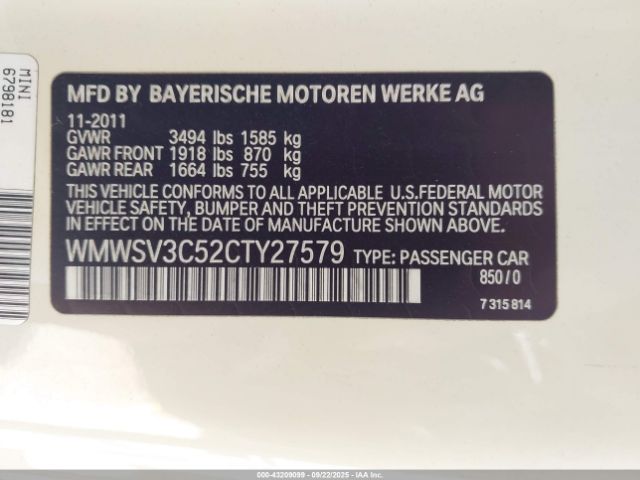 MFD BY BAYERISCHE MOTOREN WERKE AG
11-2011
GVWR 3494 lbs 1585 kg
GAWR FRONT 1918 lbs 870 kg
GAWR REAR 1664 lbs 755 kg
THIS VEHICLE CONFORMS TO ALL APPLICABLE U.S.FEDERAL MOTOR
VEHICLE SAFETY, BUMPER AND THEFT PREVENTION STANDARDS
IN EFFECT ON THE DATE OF MANUFACTURE SHOWN ABOVE.
WMWSV3C52CTY27579 TYPE: PASSENGER CAR
850/0
7 315 814
MINI
6798181
000-43209099 - 09/22/2025 - IAAI.com